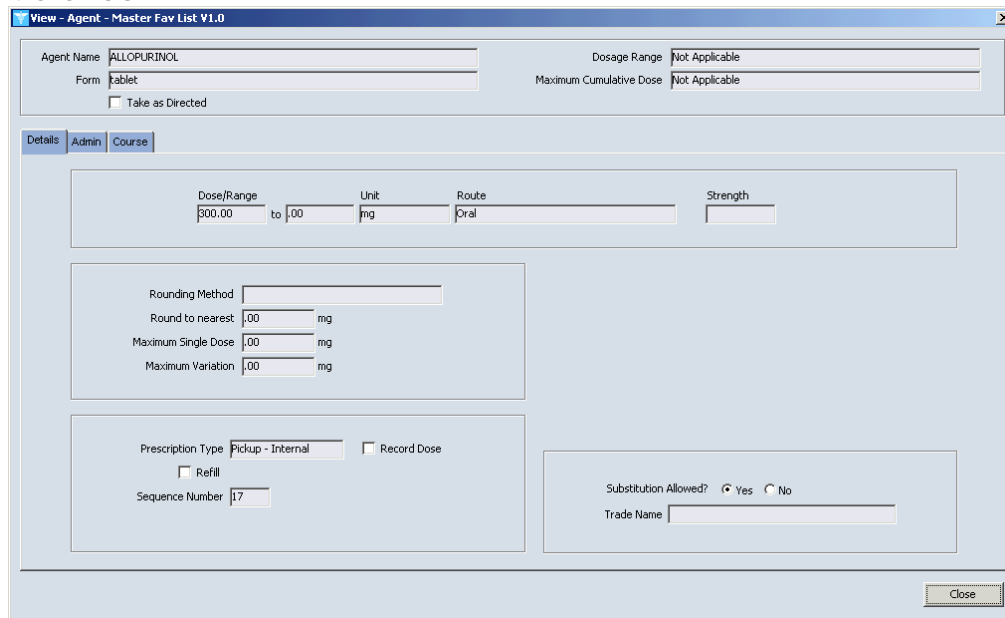 View - Agent - Master Fav List V1.0
Agent Name ALLOPURINOL Dosage Range Not Applicable
Form tablet Maximum Cumulative Dose Not Applicable
Take as Directed
Details Admin Course
Dose/Range Unit Route Strength
300.00 to .00 mg Oral
Rounding Method
Round to nearest .00 mg
Maximum Single Dose .00 mg
Maximum Variation .00 mg
Prescription Type Pickup - Internal Record Dose
Refill
Sequence Number 17
Substitution Allowed? Yes No
Trade Name
Close